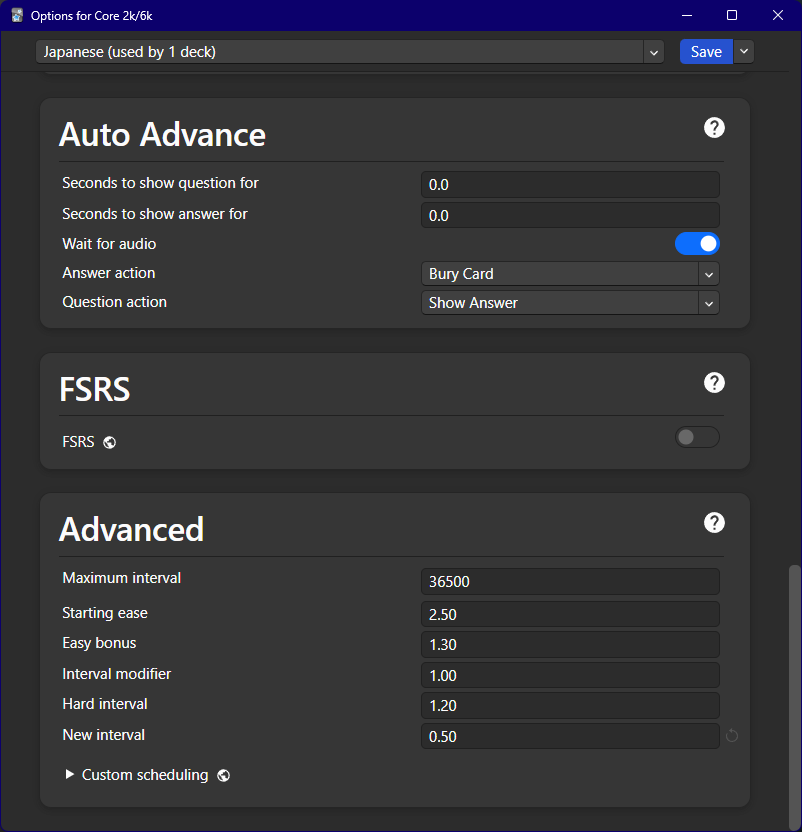 Options for Core 2k/6k
Japanese (used by 1 deck)
Save
Auto Advance
?
Seconds to show question for
0.0
Seconds to show answer for
0.0
Wait for audio
Answer action
Bury Card
Question action
Show Answer
FSRS
?
FSRS
Advanced
?
Maximum interval
36500
Starting ease
2.50
Easy bonus
1.30
Interval modifier
1.00
Hard interval
1.20
New interval
0.50
Custom scheduling